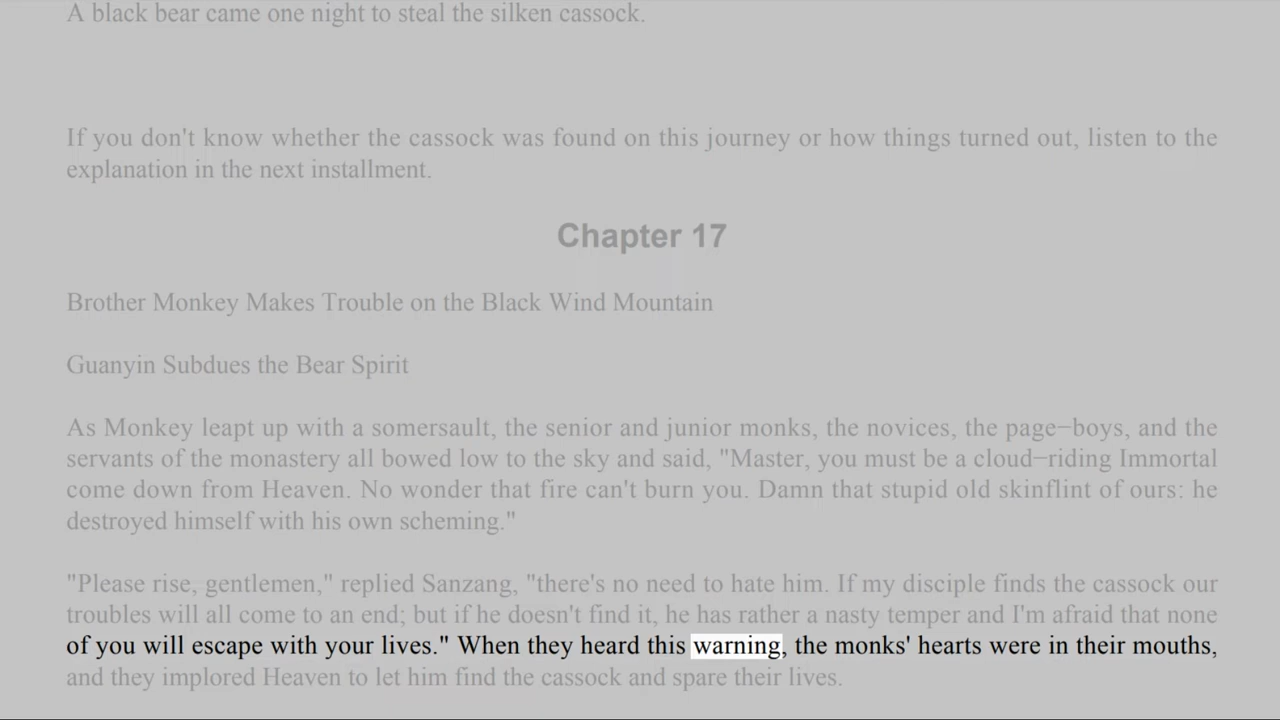 A black bear came one night to steal the silken cassock.
If you don't know whether the cassock was found on this journey or how things turned out, listen to the
explanation in the next installment.
Chapter 17
Brother Monkey Makes Trouble on the Black Wind Mountain
Guanyin Subdues the Bear Spirit
As Monkey leapt up with a somersault, the senior and junior monks, the novices, the page−boys, and the
servants of the monastery all bowed low to the sky and said, "Master, you must be a cloud−riding Immortal
come down from Heaven. No wonder that fire can't burn you. Damn that stupid old skinflint of ours: he
destroyed himself with his own scheming."
"Please rise, gentlemen," replied Sanzang, "there's no need to hate him. If my disciple finds the cassock our
troubles will all come to an end; but if he doesn't find it, he has rather a nasty temper and I'm afraid that none
of you will escape with your lives." When they heard this warning, the monks' hearts were in their mouths,
and they implored Heaven to let him find the cassock and spare their lives.